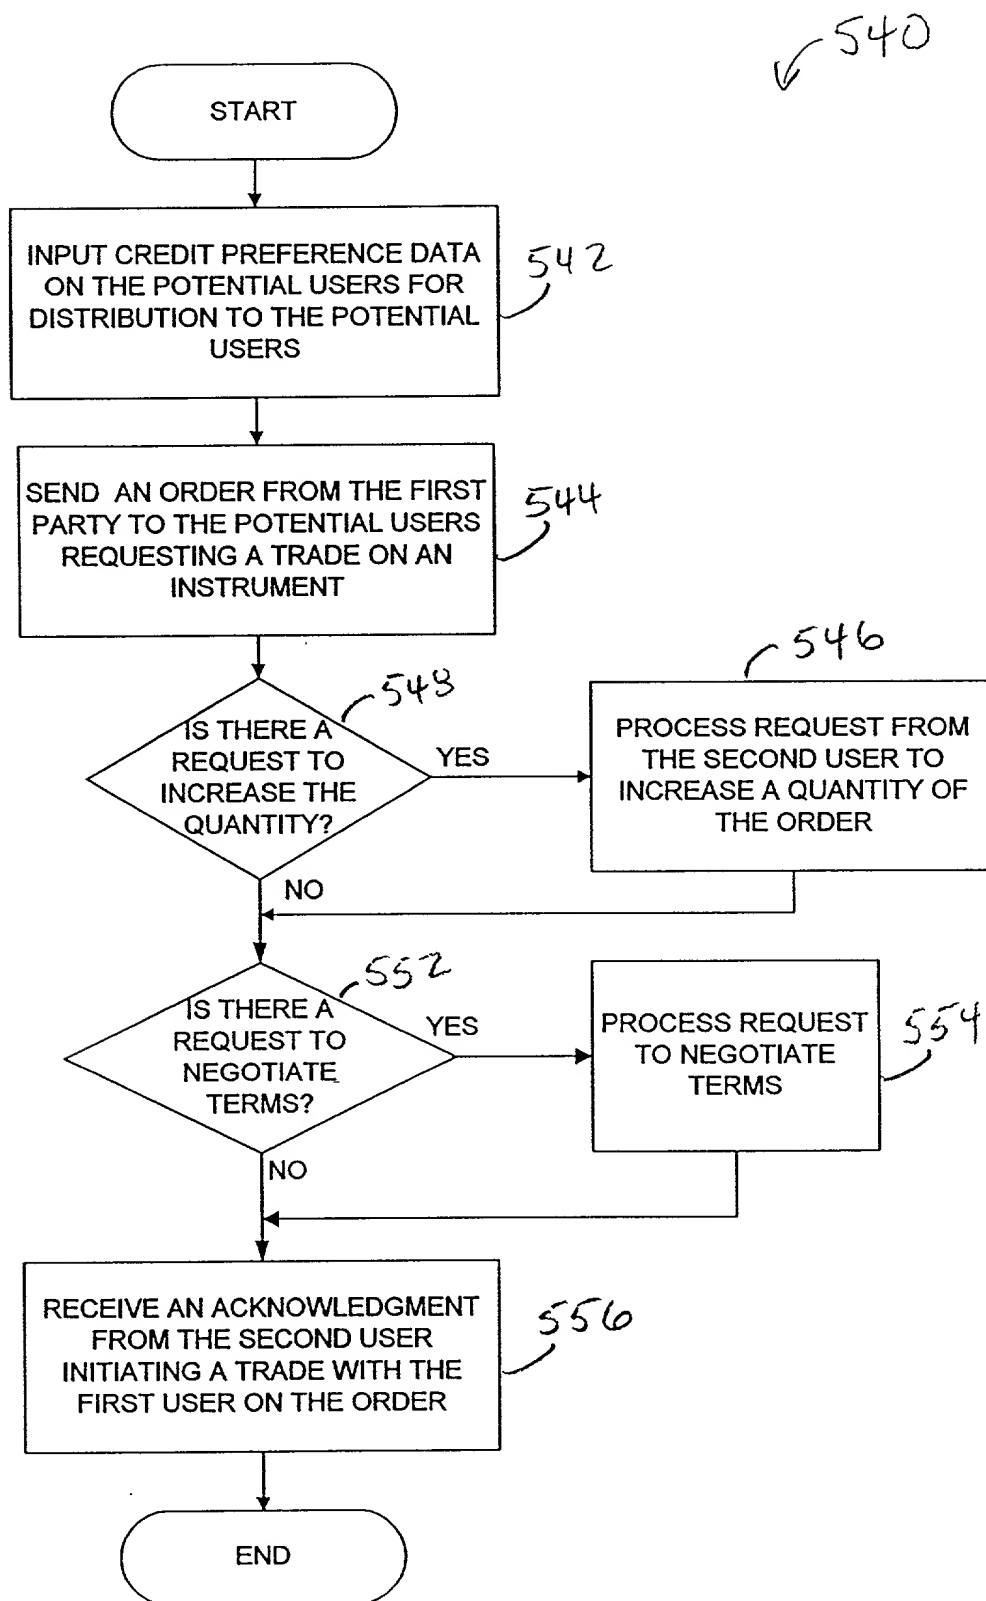 540
START
INPUT CREDIT PREFERENCE DATA
ON THE POTENTIAL USERS FOR
DISTRIBUTION TO THE POTENTIAL
USERS
542
SEND AN ORDER FROM THE FIRST
PARTY TO THE POTENTIAL USERS
REQUESTING A TRADE ON AN
INSTRUMENT
544
IS THERE A
REQUEST TO
INCREASE THE
QUANTITY?
548
YES
546
PROCESS REQUEST FROM
THE SECOND USER TO
INCREASE A QUANTITY OF
THE ORDER
NO
IS THERE A
REQUEST TO
NEGOTIATE
TERMS?
552
YES
PROCESS REQUEST
TO NEGOTIATE
TERMS
554
NO
RECEIVE AN ACKNOWLEDGMENT
FROM THE SECOND USER
INITIATING A TRADE WITH THE
FIRST USER ON THE ORDER
556
END